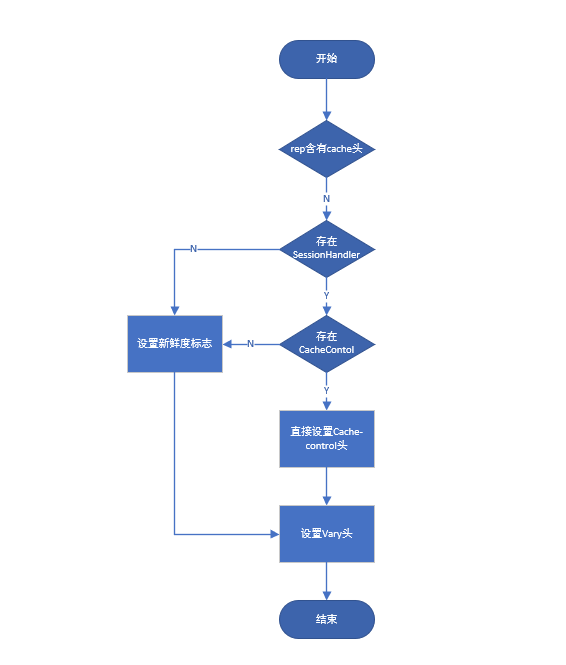 开始
rep含有cache头
N
存在
SessionHandler
N
Y
存在
CacheContol
设置新鲜度标志
N
Y
直接设置Cache-
control头
设置Vary头
结束